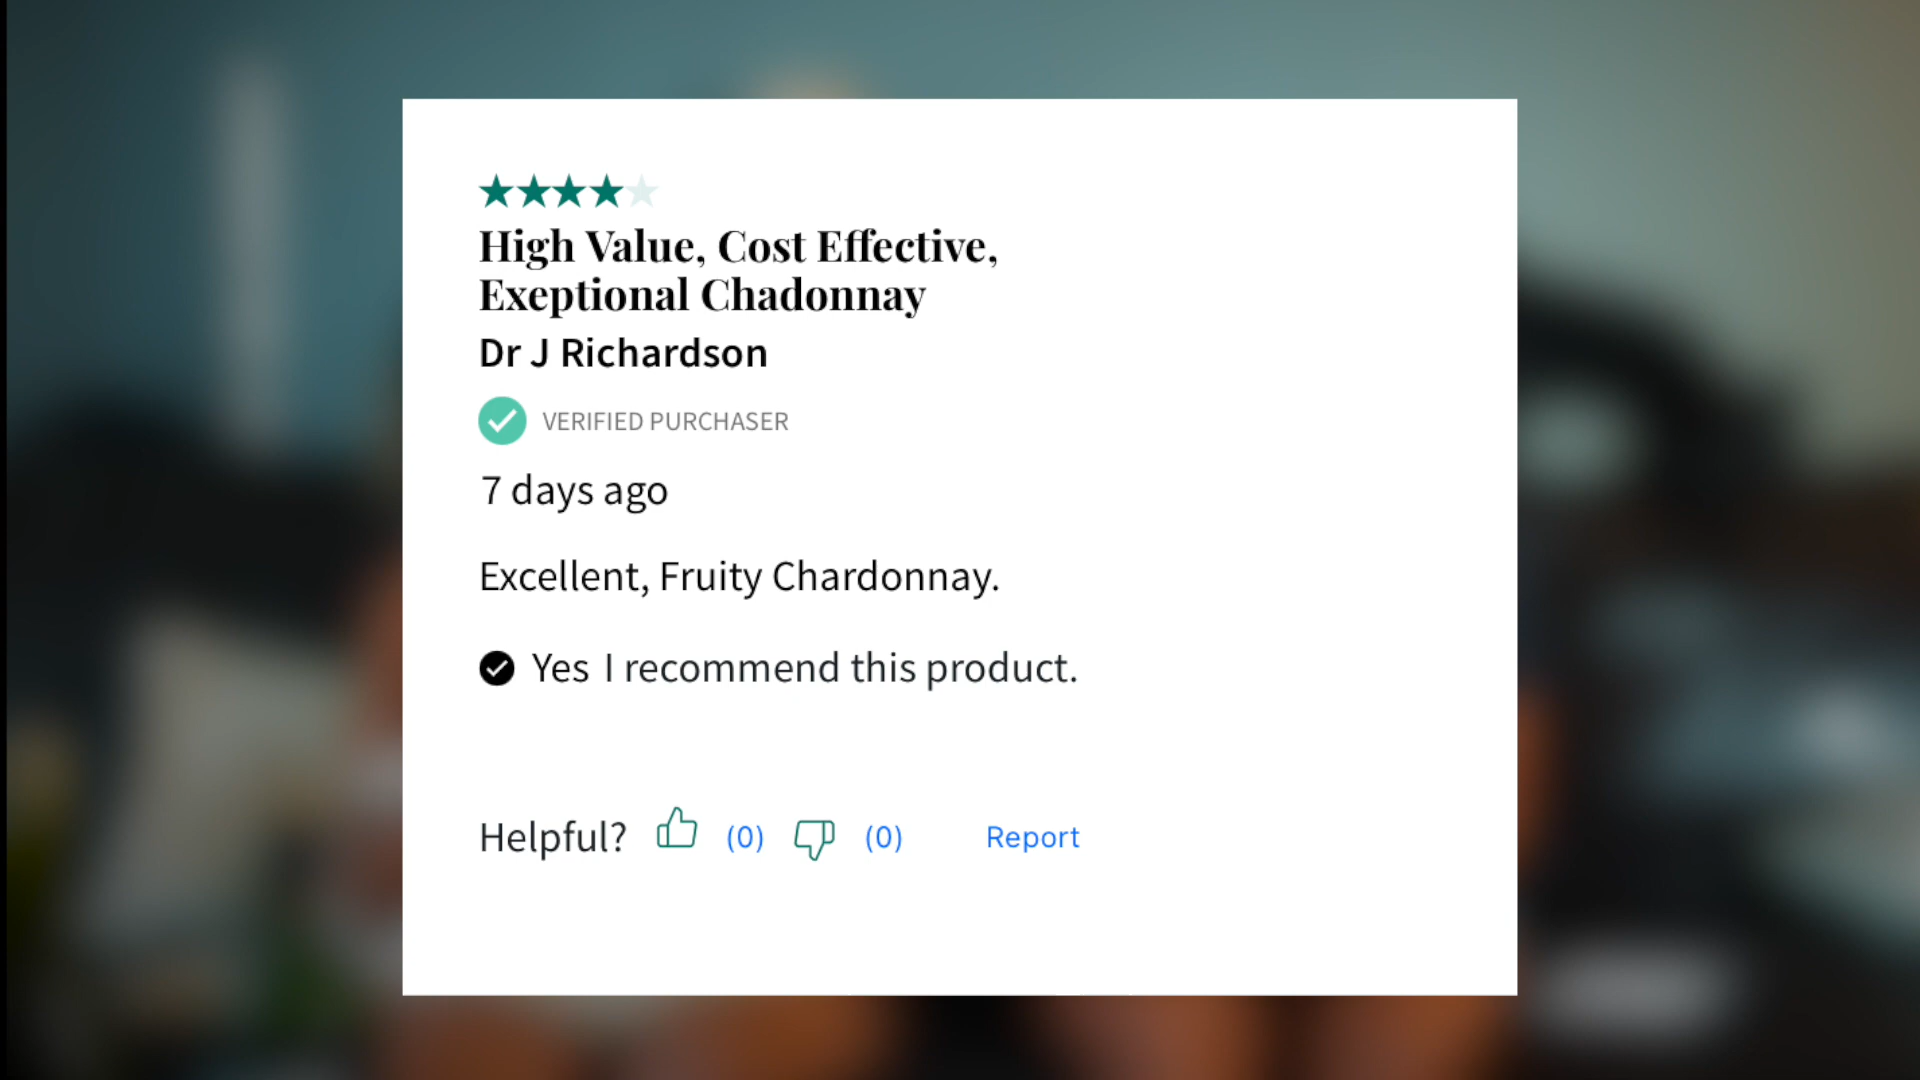 High Value, Cost Effective,
Exeptional Chadonnay
Dr J Richardson
VERIFIED PURCHASER
7 days ago
Excellent, Fruity Chardonnay.
Yes I recommend this product.
Helpful? (0) (0) Report